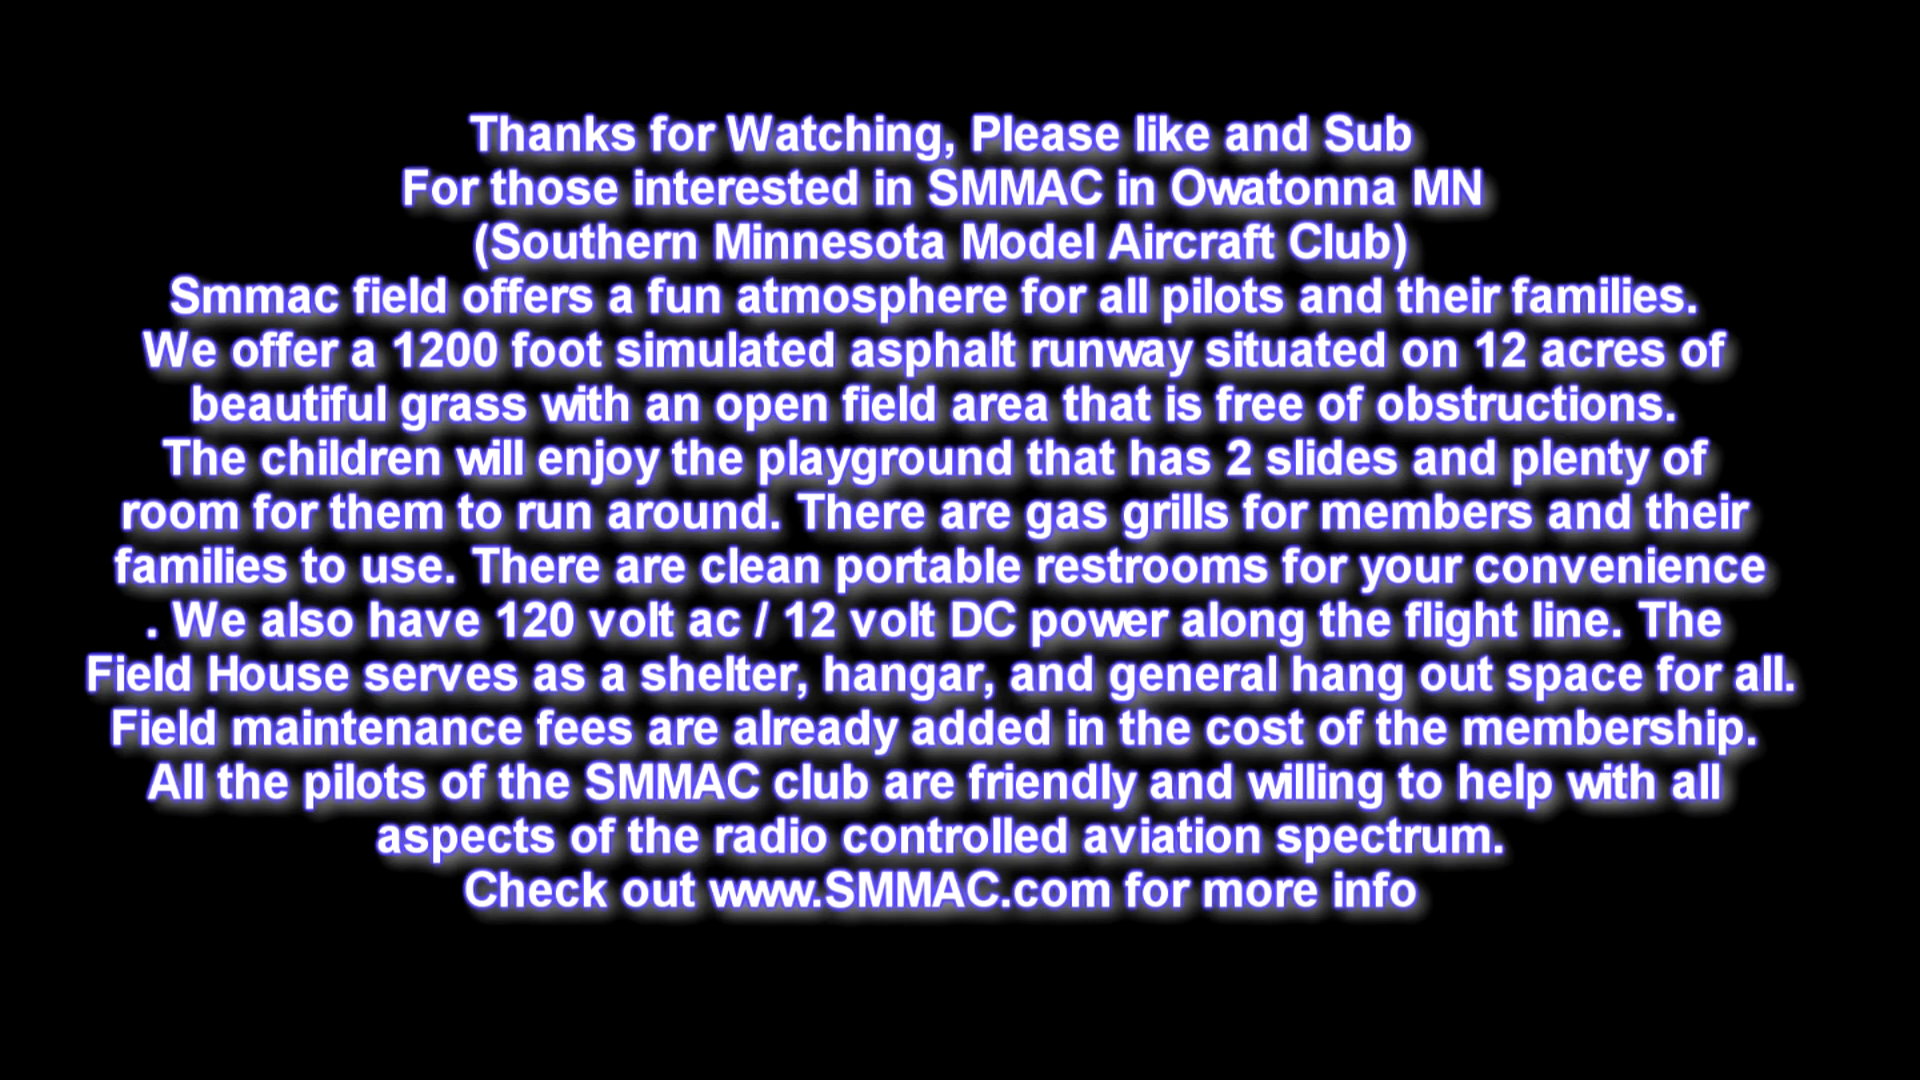 Thanks for Watching, Please like and Sub
For those interested in SMMAC in Owatonna MN
(Southern Minnesota Model Aircraft Club)
Smmac field offers a fun atmosphere for all pilots and their families.
We offer a 1200 foot simulated asphalt runway situated on 12 acres of
beautiful grass with an open field area that is free of obstructions.
The children will enjoy the playground that has 2 slides and plenty of
room for them to run around. There are gas grills for members and their
families to use. There are clean portable restrooms for your convenience
. We also have 120 volt ac / 12 volt DC power along the flight line. The
Field House serves as a shelter, hangar, and general hang out space for all.
Field maintenance fees are already added in the cost of the membership.
All the pilots of the SMMAC club are friendly and willing to help with all
aspects of the radio controlled aviation spectrum.
Check out www.SMMAC.com for more info